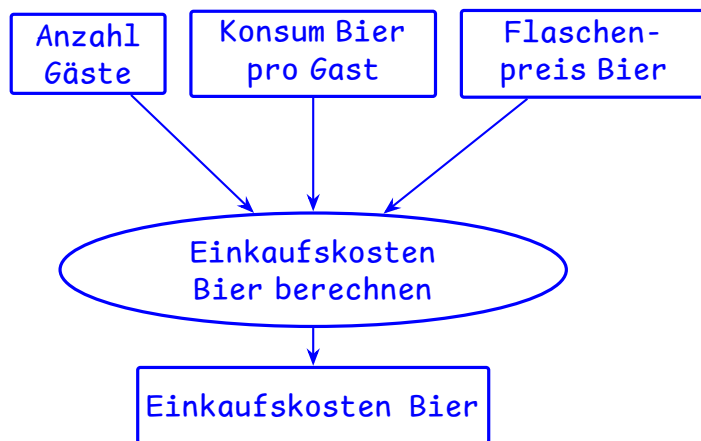 Anzahl
Gäste
Konsum Bier
pro Gast
Flaschen-
preis Bier
Einkaufskosten
Bier berechnen
Einkaufskosten Bier